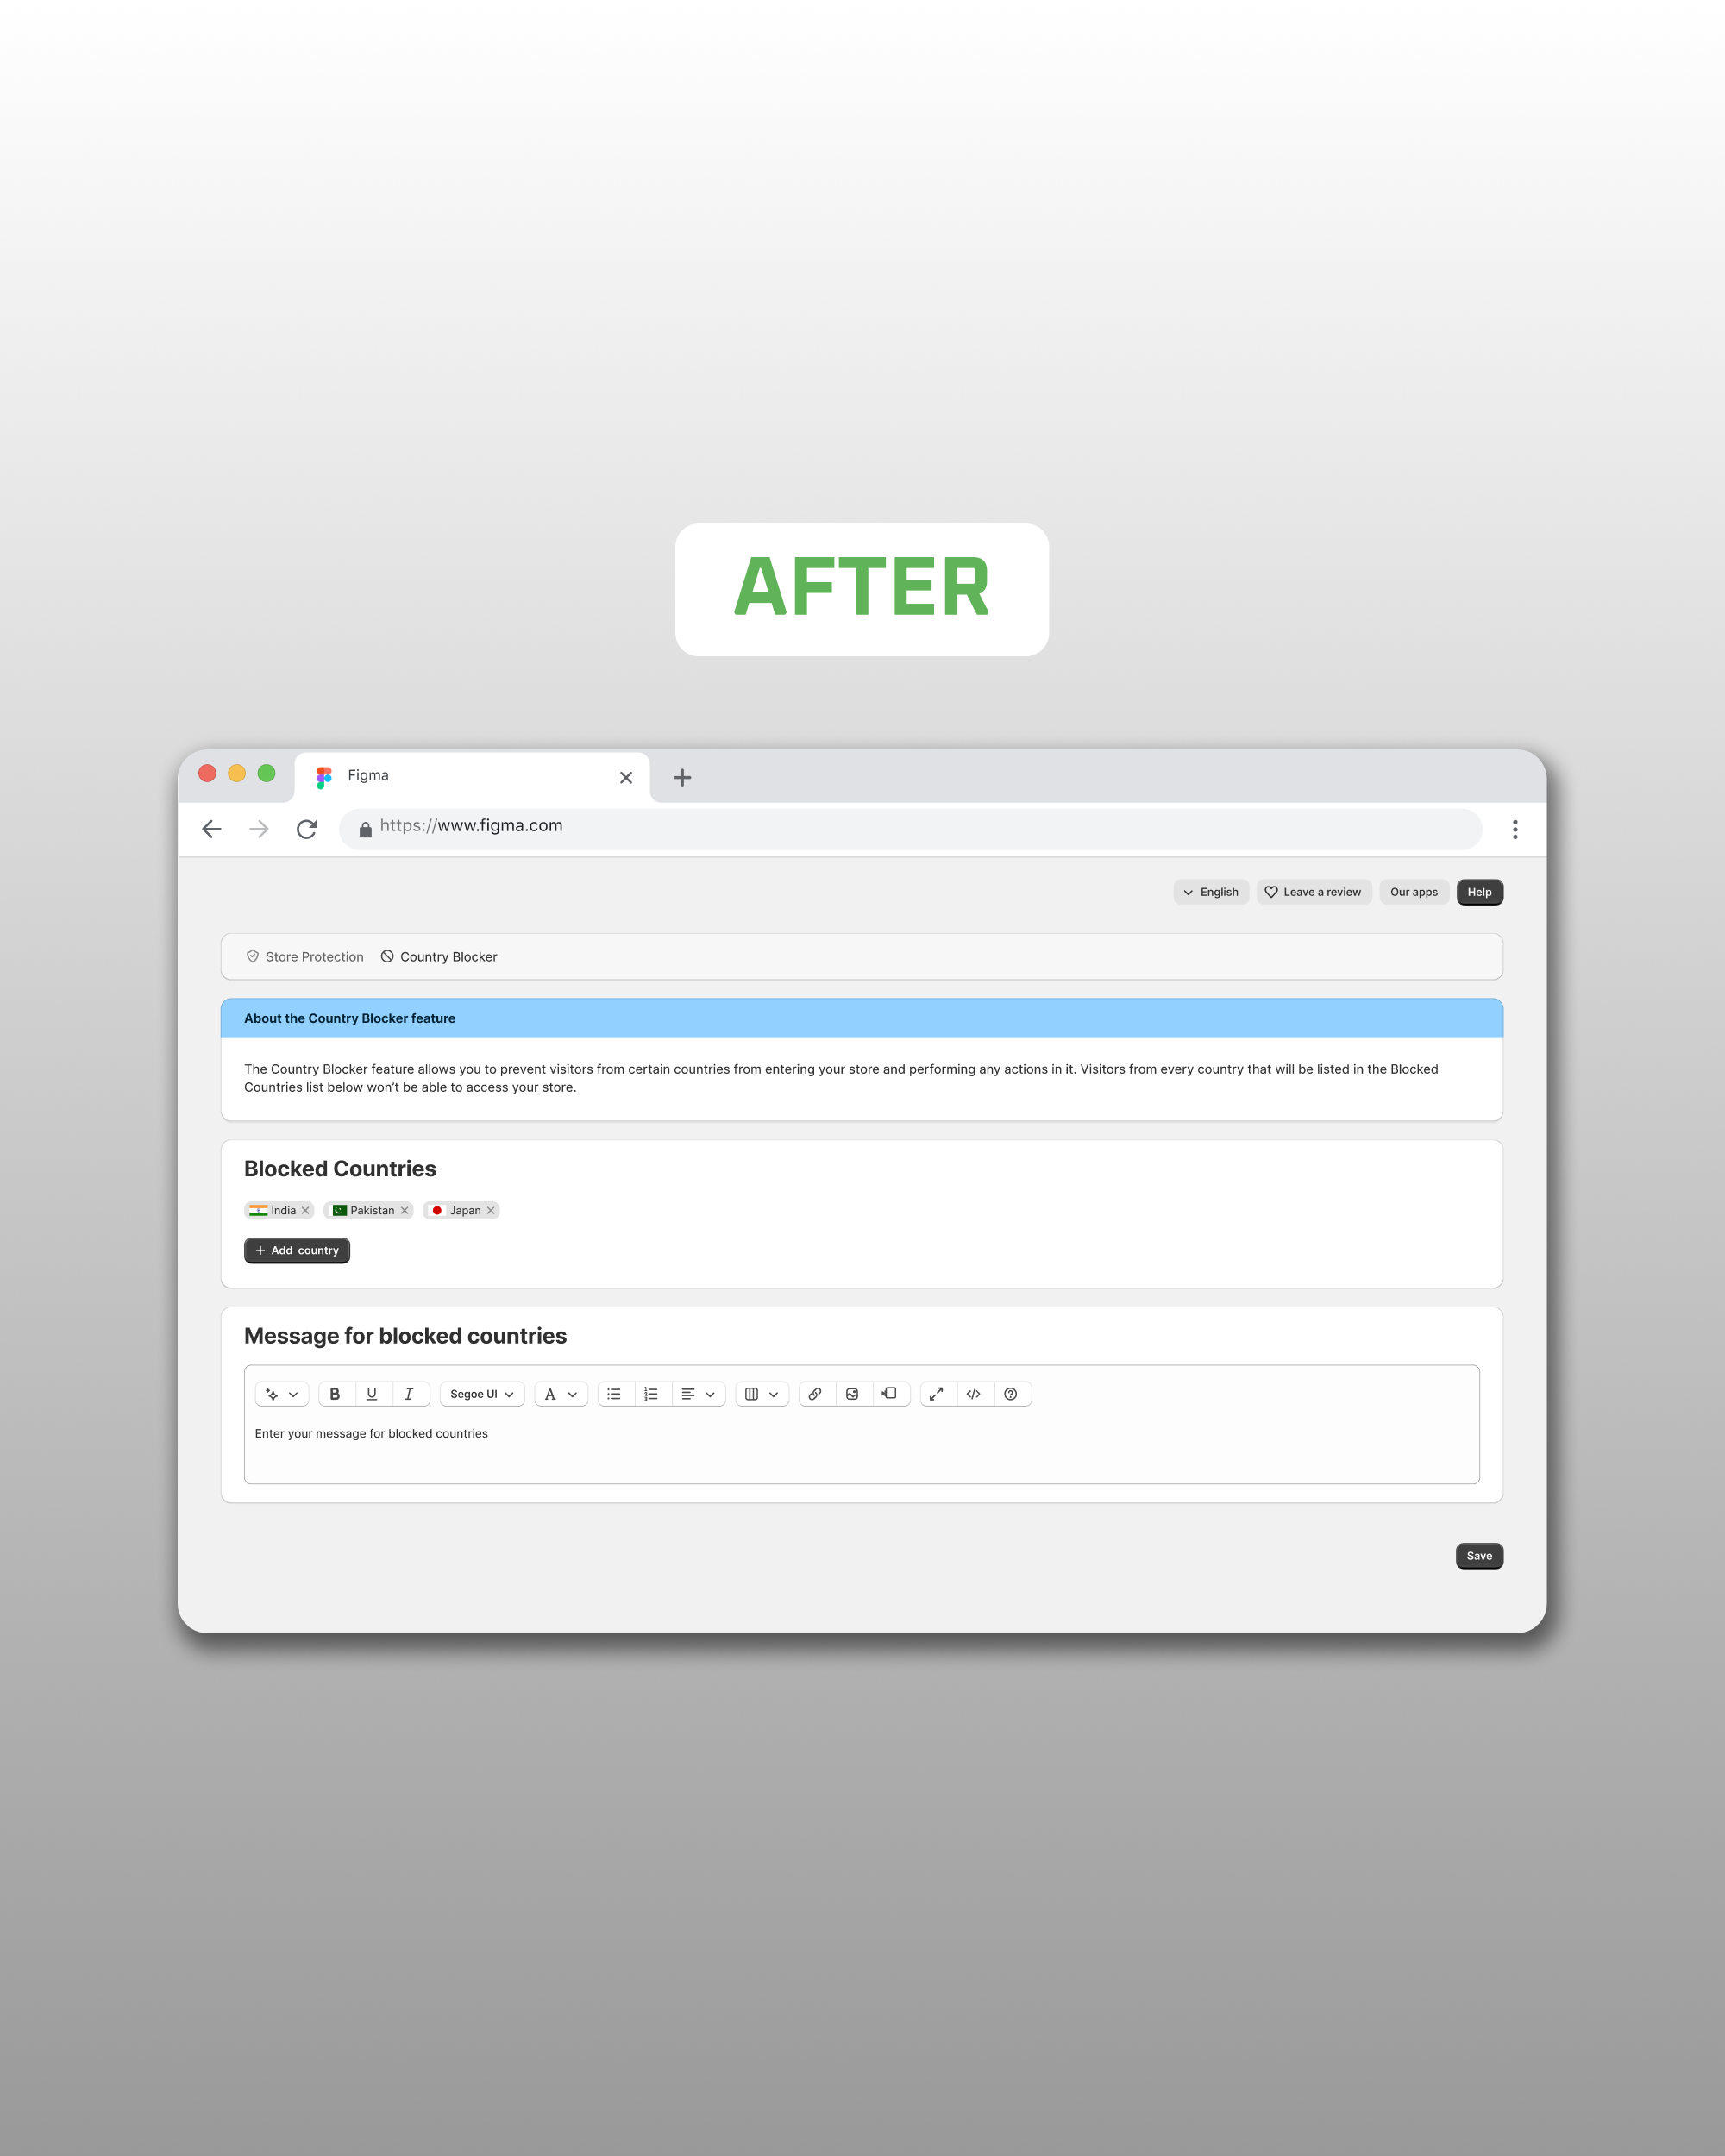 AFTER
Figma
https://www.figma.com
English Leave a review Our apps Help
Store Protection Country Blocker
About the Country Blocker feature
The Country Blocker feature allows you to prevent visitors from certain countries from entering your store and performing any actions in it. Visitors from every country that will be listed in the Blocked
Countries list below won’t be able to access your store.
Blocked Countries
India Pakistan Japan
Add country
Message for blocked countries
B U I Segoe UI A
Enter your message for blocked countries
Save